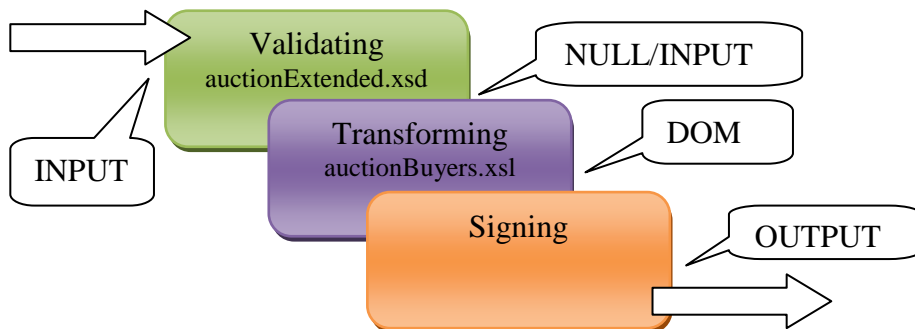 Validating
auctionExtended.xsd
NULL/INPUT
INPUT
Transforming
auctionBuyers.xsl
DOM
Signing
OUTPUT